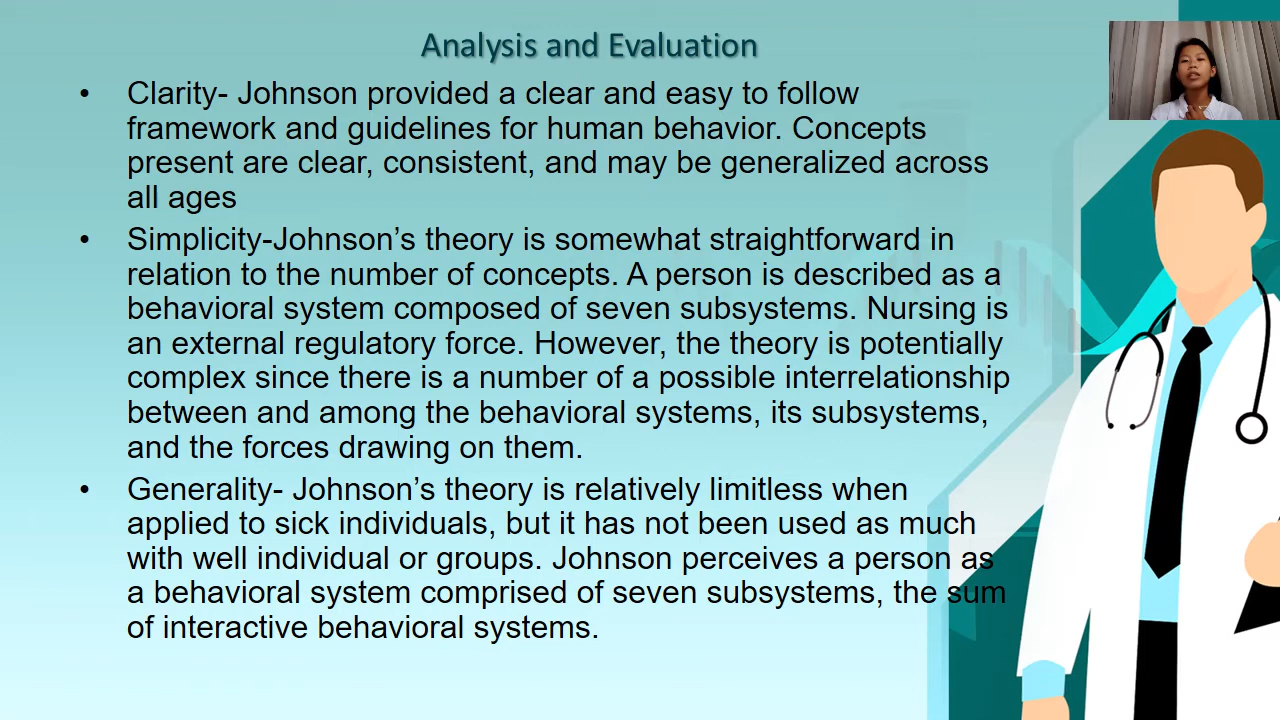 Analysis and Evaluation
• Clarity- Johnson provided a clear and easy to follow
framework and guidelines for human behavior. Concepts
present are clear, consistent, and may be generalized across
all ages
• Simplicity-Johnson’s theory is somewhat straightforward in
relation to the number of concepts. A person is described as a
behavioral system composed of seven subsystems. Nursing is
an external regulatory force. However, the theory is potentially
complex since there is a number of a possible interrelationship
between and among the behavioral systems, its subsystems,
and the forces drawing on them.
• Generality- Johnson’s theory is relatively limitless when
applied to sick individuals, but it has not been used as much
with well individual or groups. Johnson perceives a person as
a behavioral system comprised of seven subsystems, the sum
of interactive behavioral systems.